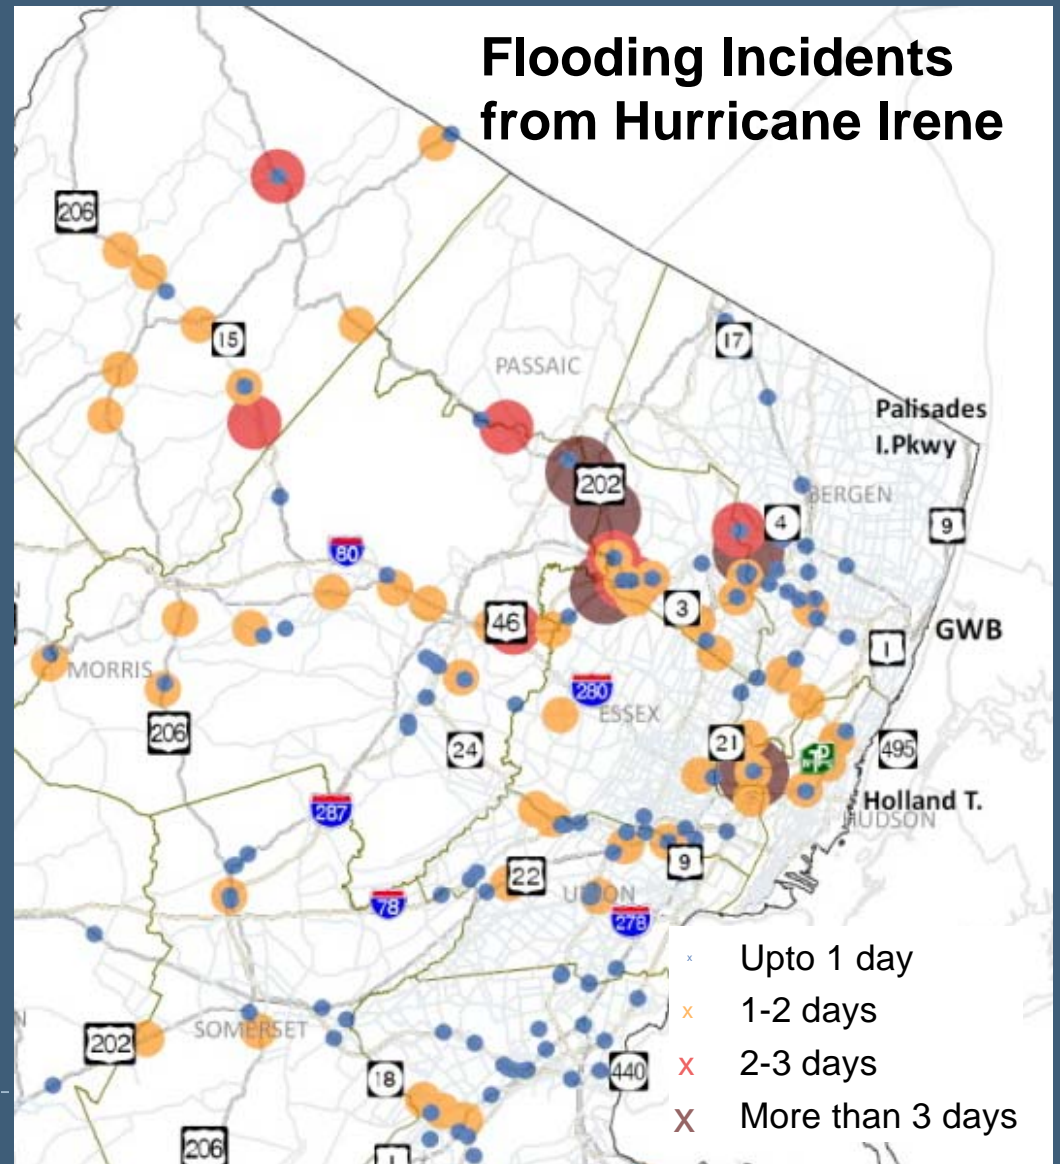 Flooding Incidents
from Hurricane Irene
206
15
PASSAIC
17
Palisades
I.Pkwy
202
BERGEN
4
9
80
46
3
1
GWB
MORRIS
280
ESSEX
206
24
21
495
Holland T.
HUDSON
287
9
22
UNION
78
278
Upto 1 day
1-2 days
2-3 days
More than 3 days
SOMERSET
202
18
440
206
1